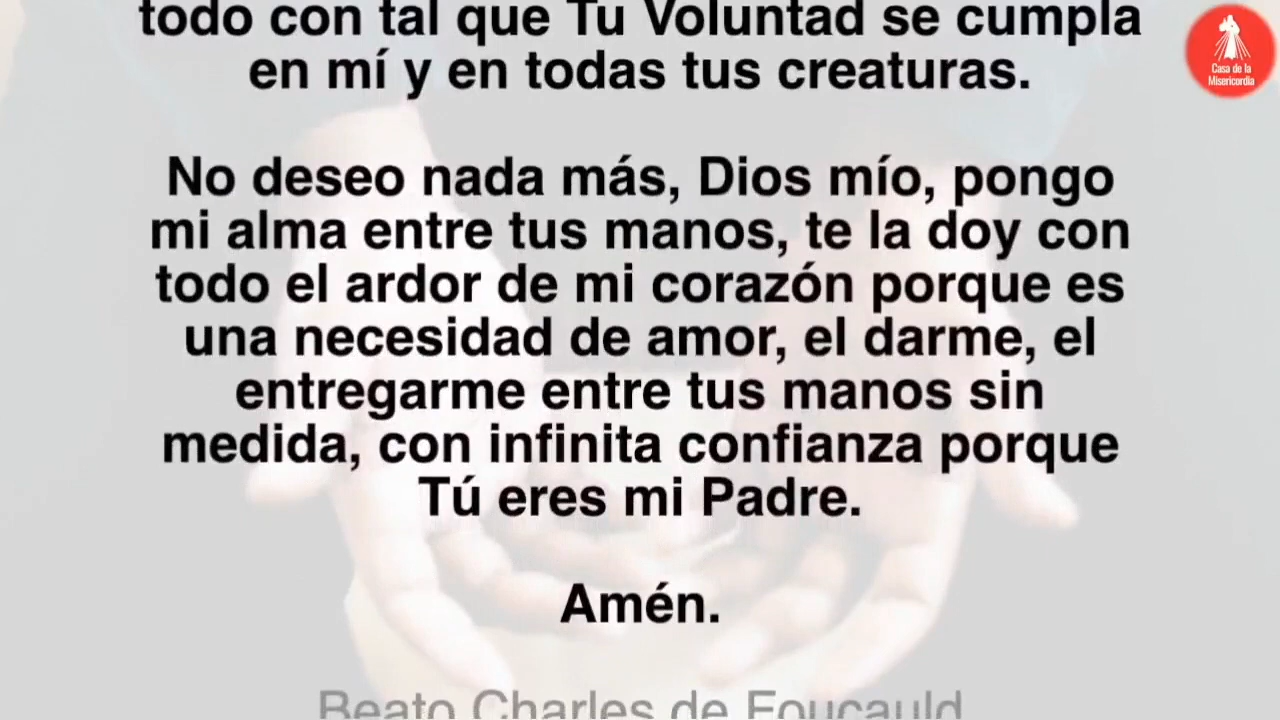 todo con tal que Tu Voluntad se cumpla
en mí y en todas tus creaturas.
No deseo nada más, Dios mío, pongo
mi alma entre tus manos, te la doy con
todo el ardor de mi corazón porque es
una necesidad de amor, el darme, el
entregarme entre tus manos sin
medida, con infinita confianza porque
Tú eres mi Padre.
Amén.
Beato Charles de Foucauld
Casa de la
Misericordia